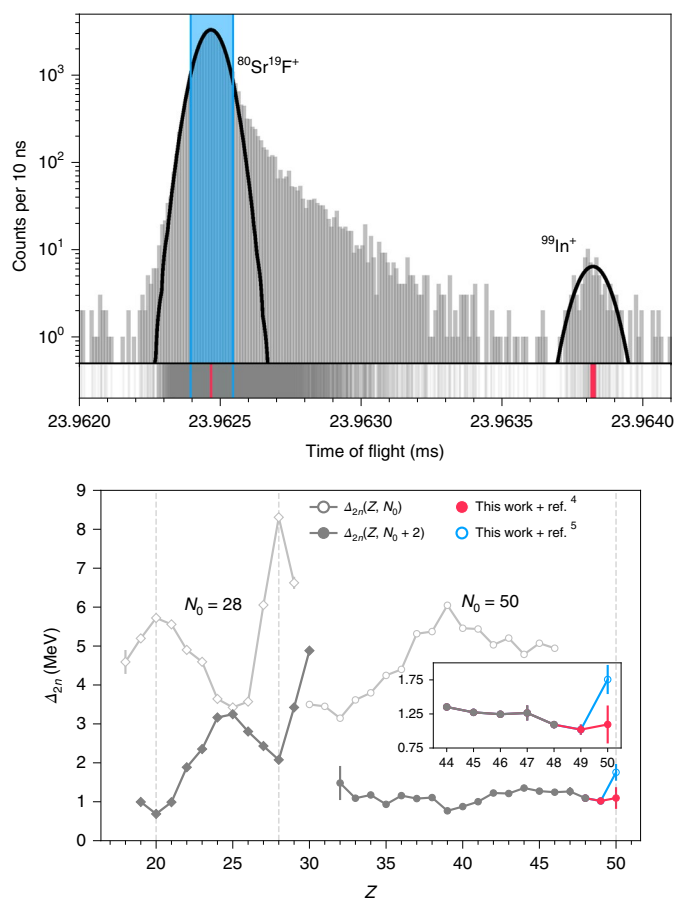 10³
10²
10¹
10⁰
Counts per 10 ns
⁸⁰Sr¹⁹F⁺
⁹⁹In⁺
23.9620 23.9625 23.9630 23.9635 23.9640
Time of flight (ms)
9
8
7
6
5
4
3
2
1
0
Δ₂ₙ (MeV)
Δ₂ₙ(Z, N₀)
Δ₂ₙ(Z, N₀ + 2)
This work + ref. ⁴
This work + ref. ⁵
N₀ = 28
N₀ = 50
1.75
1.25
0.75
44 45 46 47 48 49 50
20 25 30 35 40 45 50
Z